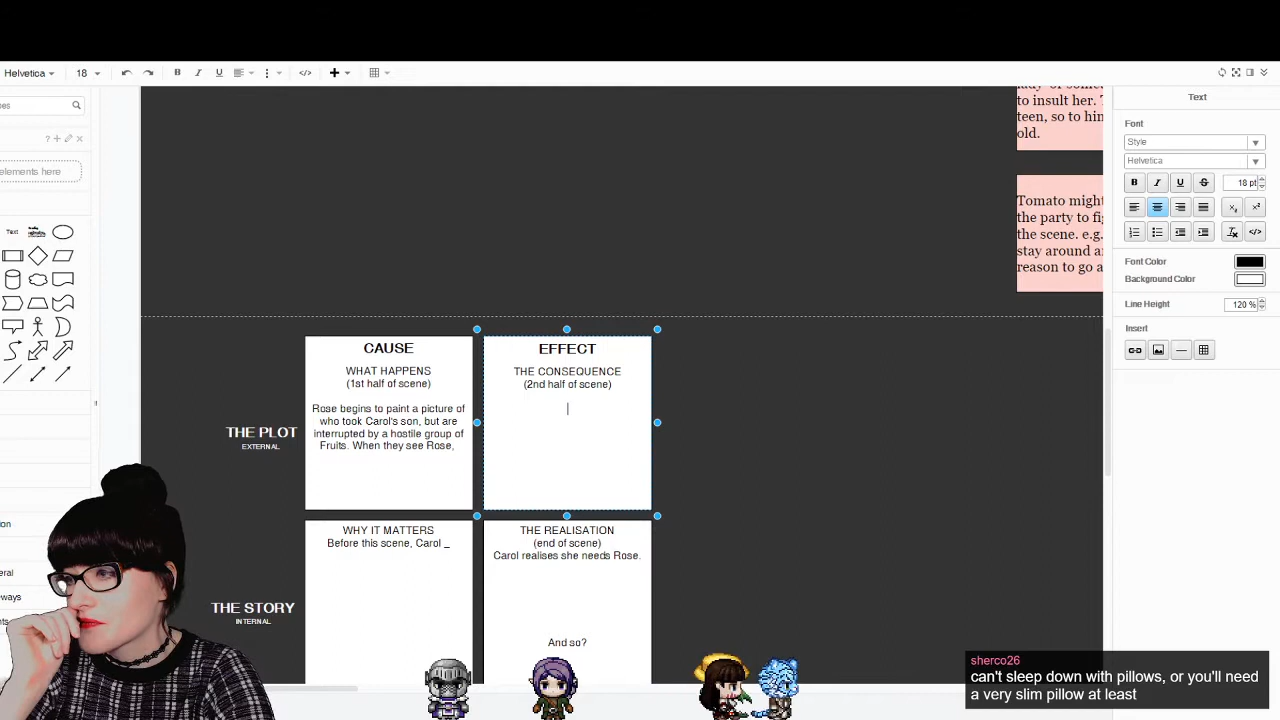 Helvetica
18
B
I
U
</>
lady' or some
to insult her. T
teen, so to him
old.
Tomato might
the party to fig
the scene. e.g.
stay around an
reason to go a
elements here
Text
CAUSE
WHAT HAPPENS
(1st half of scene)
Rose begins to paint a picture of
who took Carol's son, but are
interrupted by a hostile group of
Fruits. When they see Rose,
EFFECT
THE CONSEQUENCE
(2nd half of scene)
THE PLOT
EXTERNAL
WHY IT MATTERS
Before this scene, Carol _
THE REALISATION
(end of scene)
Carol realises she needs Rose.
And so?
THE STORY
INTERNAL
Text
Font
Style
Helvetica
B I U S
18 pt
Font Color
Background Color
Line Height
120 %
Insert
sherco26
can't sleep down with pillows, or you'll need
a very slim pillow at least